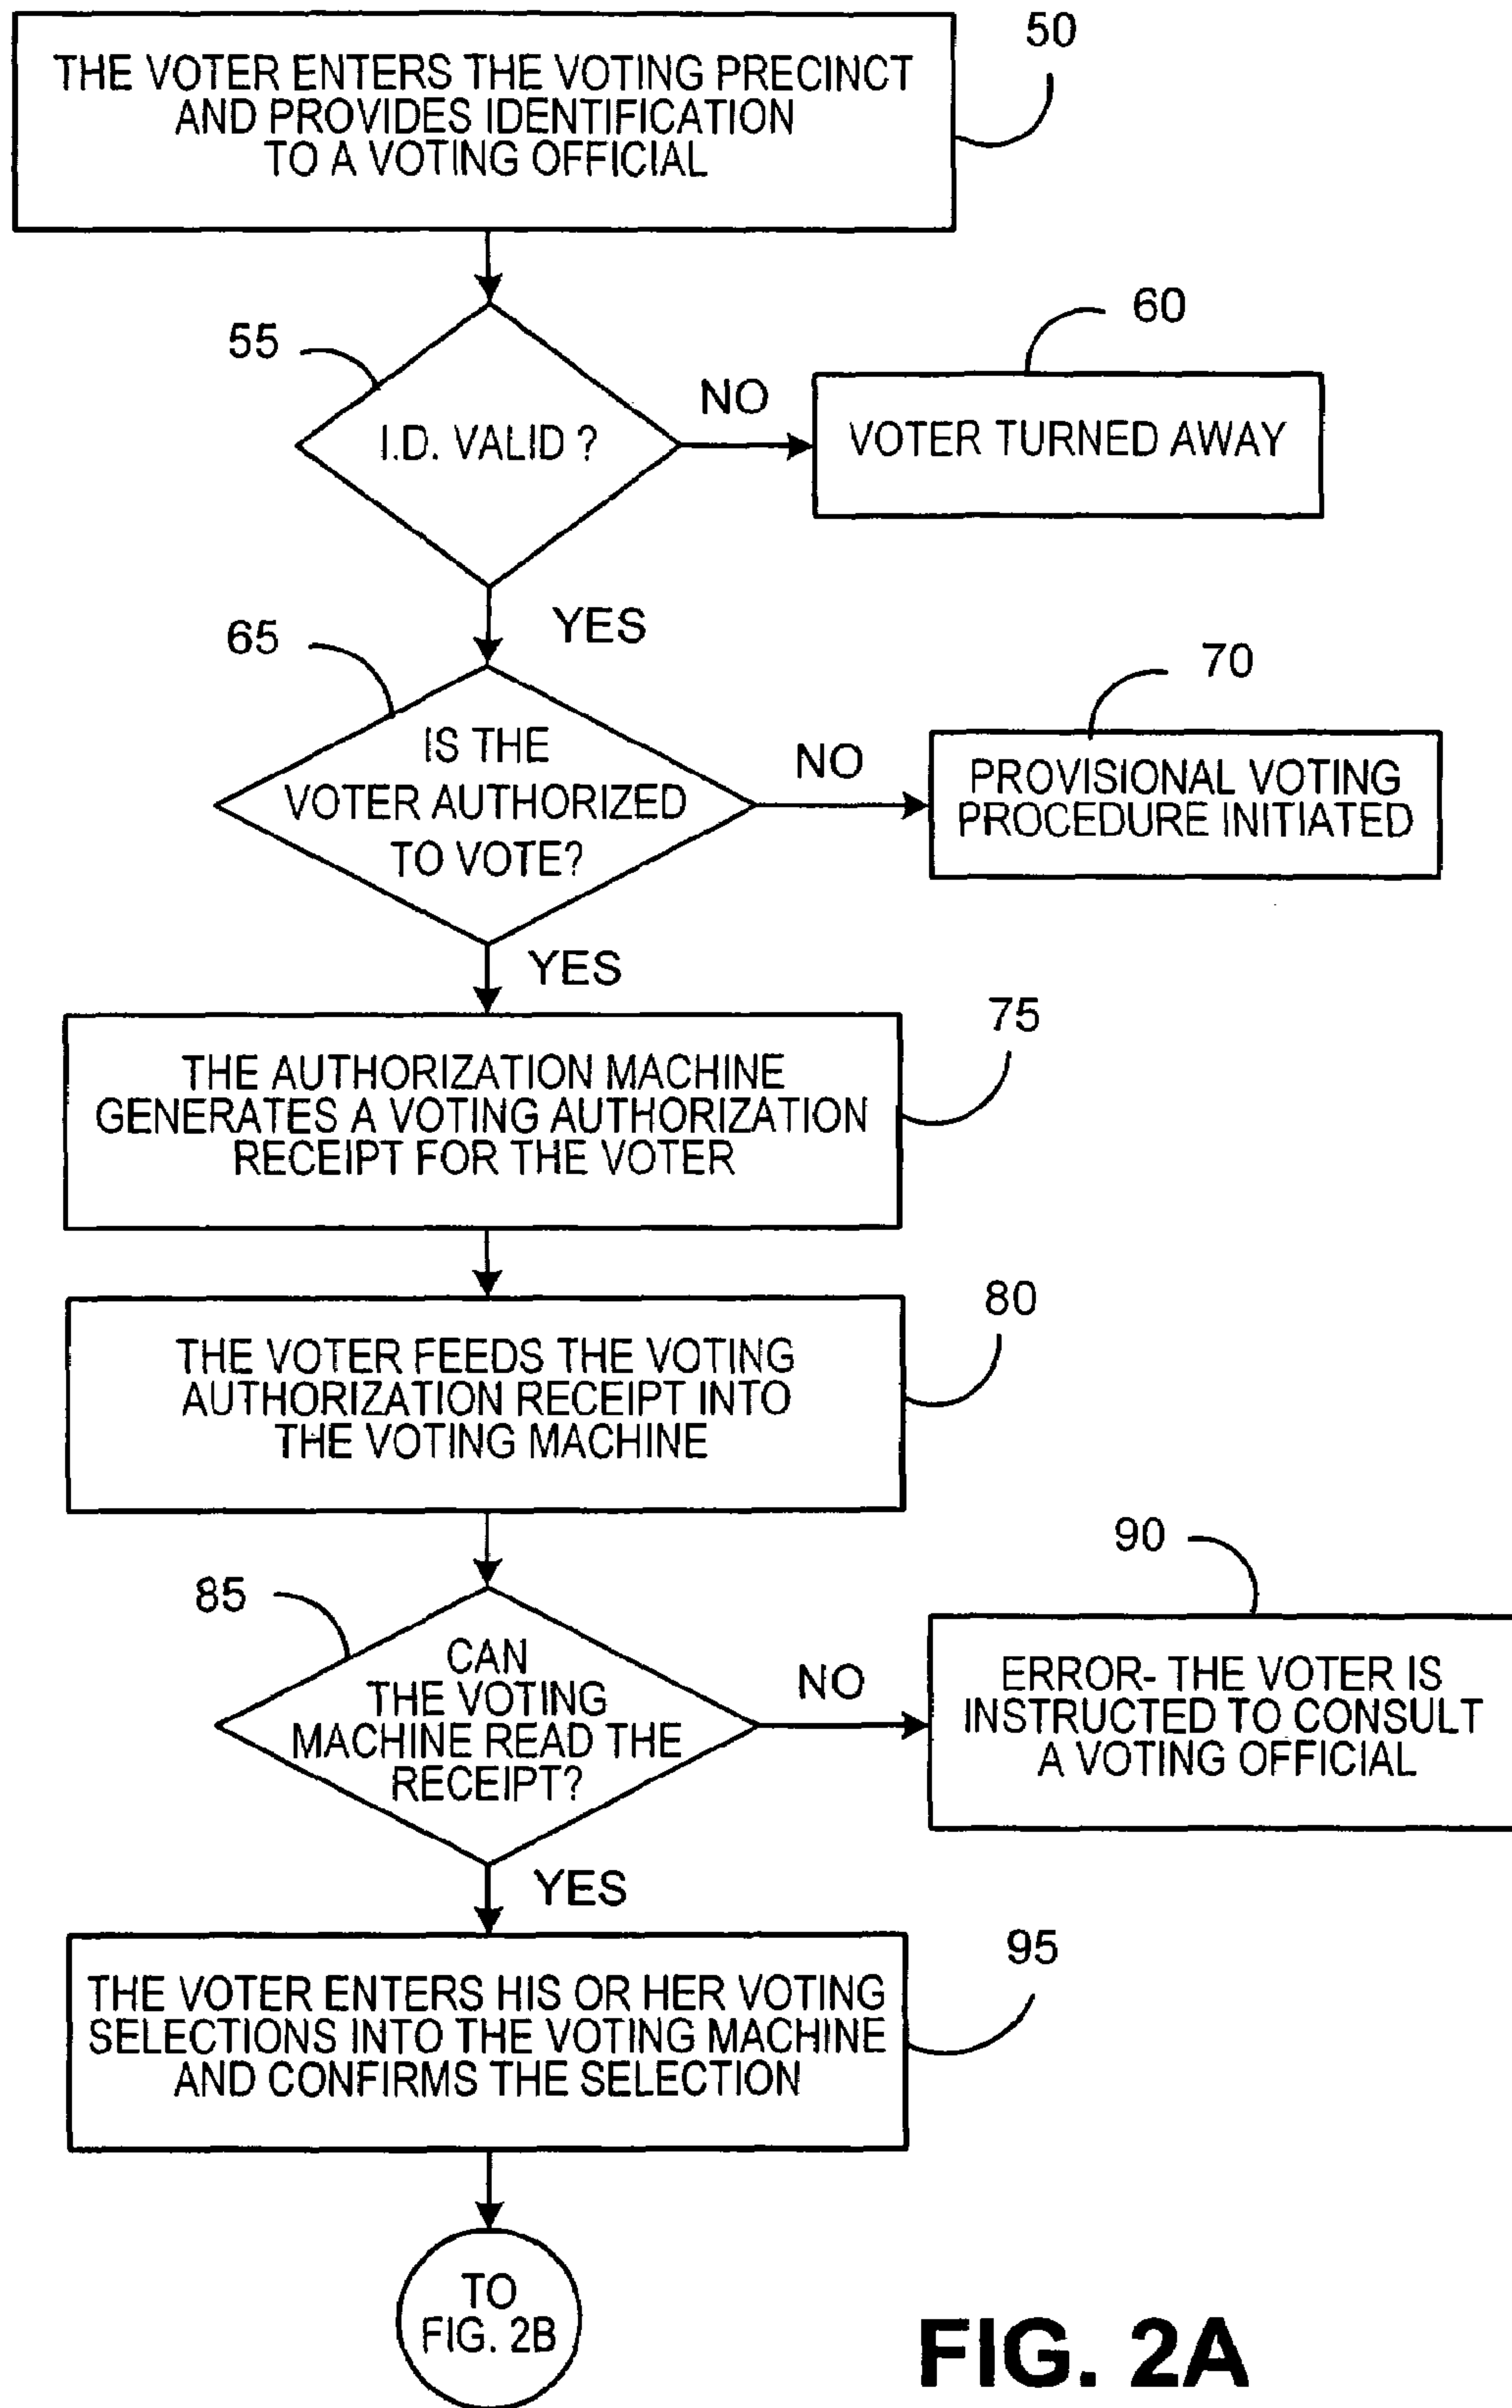 50
THE VOTER ENTERS THE VOTING PRECINCT
AND PROVIDES IDENTIFICATION
TO A VOTING OFFICIAL
55
I.D. VALID ?
NO
60
VOTER TURNED AWAY
YES
65
IS THE
VOTER AUTHORIZED
TO VOTE?
NO
70
PROVISIONAL VOTING
PROCEDURE INITIATED
YES
75
THE AUTHORIZATION MACHINE
GENERATES A VOTING AUTHORIZATION
RECEIPT FOR THE VOTER
80
THE VOTER FEEDS THE VOTING
AUTHORIZATION RECEIPT INTO
THE VOTING MACHINE
85
CAN
THE VOTING
MACHINE READ THE
RECEIPT?
NO
90
ERROR- THE VOTER IS
INSTRUCTED TO CONSULT
A VOTING OFFICIAL
YES
95
THE VOTER ENTERS HIS OR HER VOTING
SELECTIONS INTO THE VOTING MACHINE
AND CONFIRMS THE SELECTION
TO
FIG. 2B
FIG. 2A